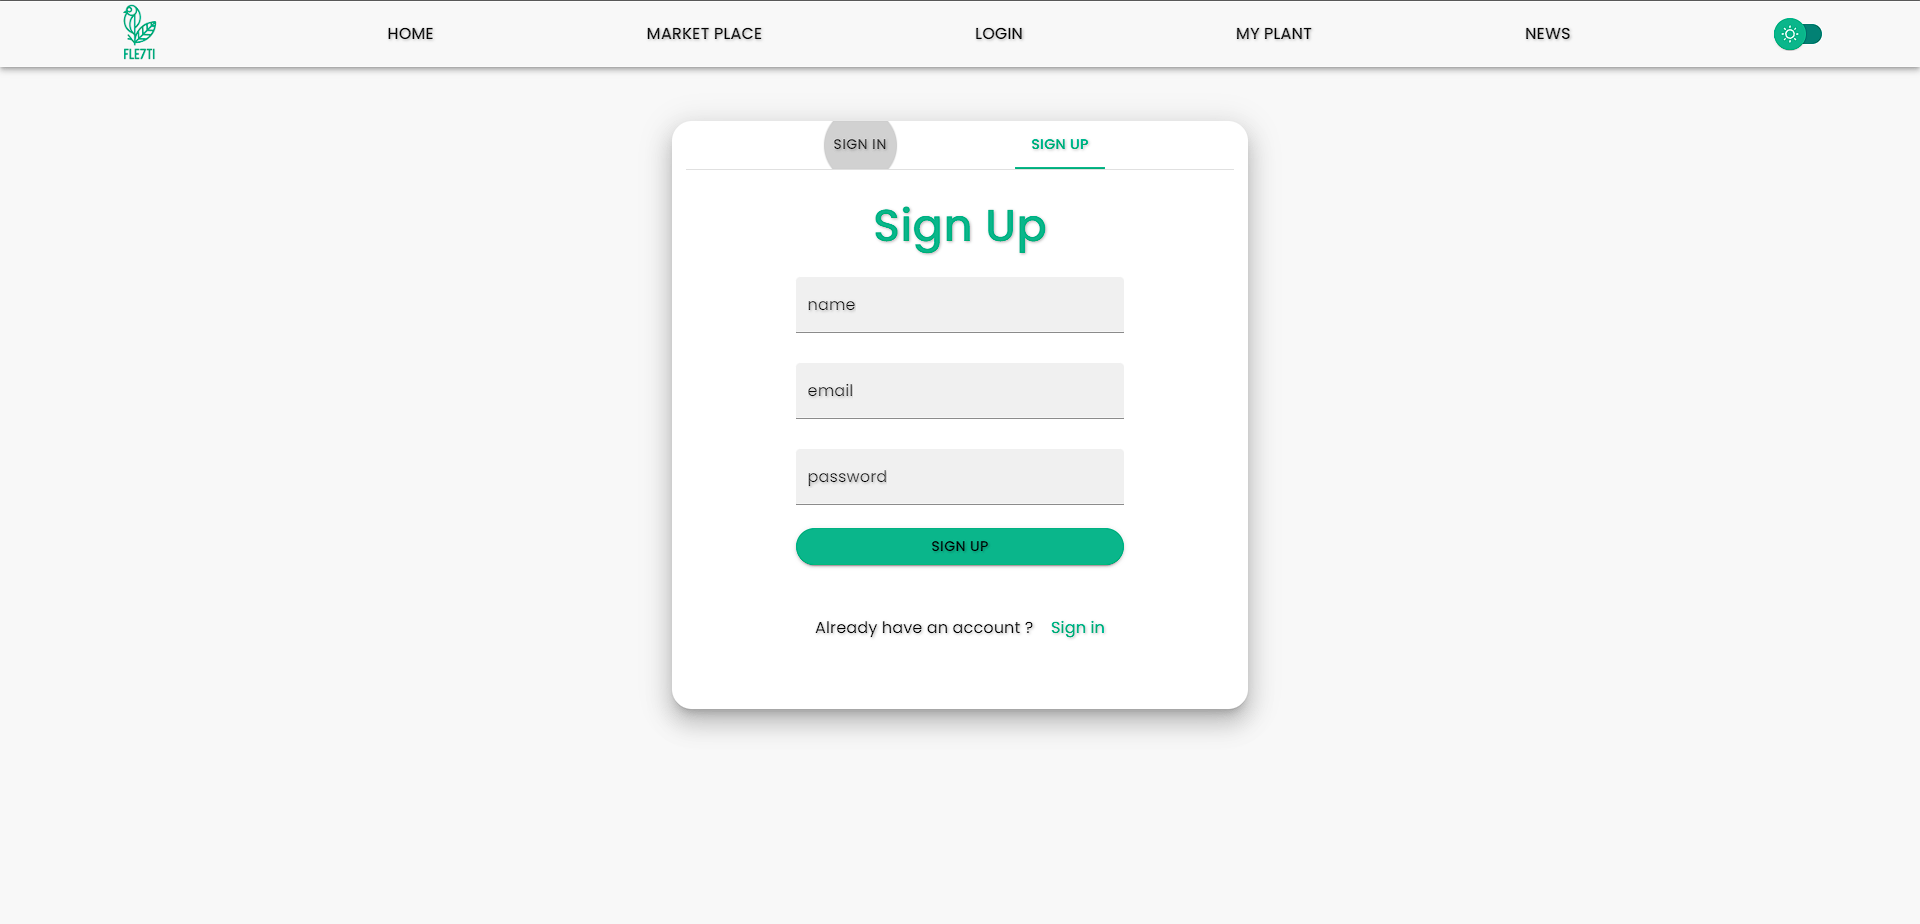 FLE7TI
HOME
MARKET PLACE
LOGIN
MY PLANT
NEWS
SIGN IN
SIGN UP
Sign Up
name
email
password
SIGN UP
Already have an account ? Sign in